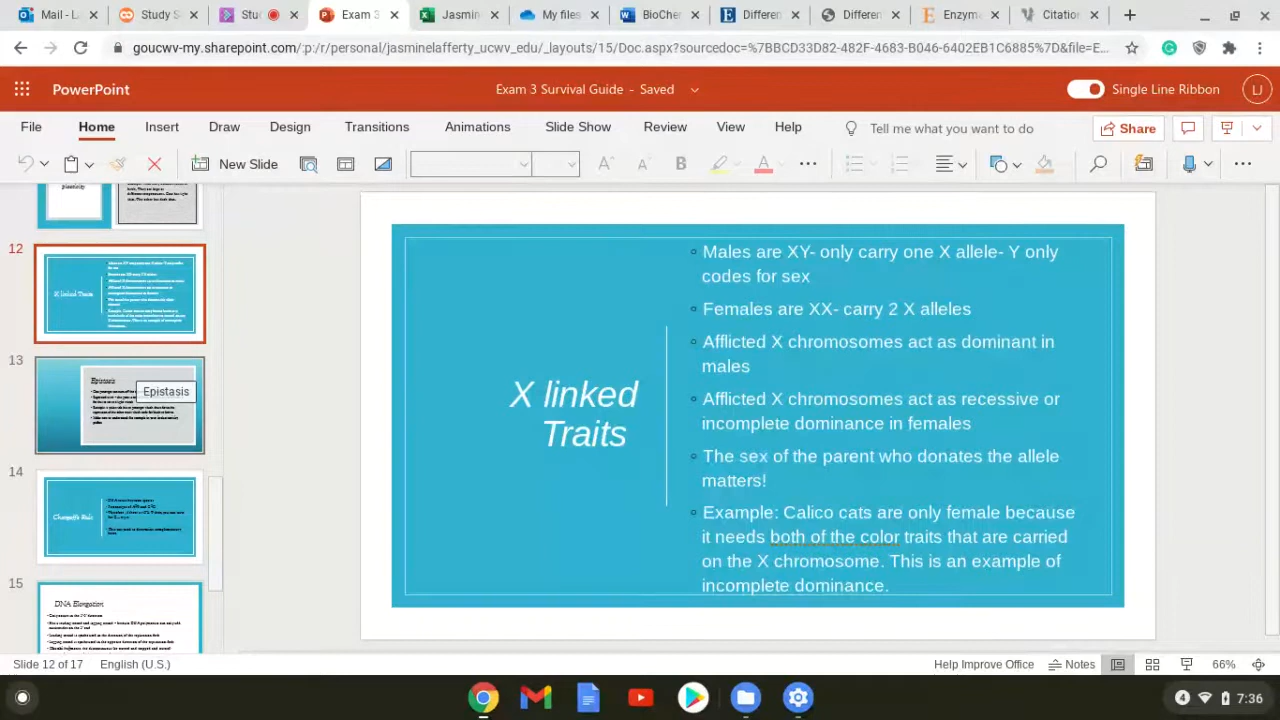 Mail - L
Study S
Stu
Exam 3
Jasmin
My files
BioCher
Differen
Differen
Enzyme
Citation
goucwv-my.sharepoint.com/:p:/r/personal/jasminelafferty_ucwv_edu/_layouts/15/Doc.aspx?sourcedoc=%7BBCD33D82-482F-4683-B046-6402EB1C6885%7D&file=E...
PowerPoint
Exam 3 Survival Guide - Saved
Single Line Ribbon
LJ
File Home Insert Draw Design Transitions Animations Slide Show Review View Help
Tell me what you want to do
Share
New Slide
B
A
12
X linked Traits
13
Epistasis
Epistasis
14
Chargaffs Rule
15
DNA Elongation
X linked
Traits
Males are XY- only carry one X allele- Y only
codes for sex
Females are XX- carry 2 X alleles
Afflicted X chromosomes act as dominant in
males
Afflicted X chromosomes act as recessive or
incomplete dominance in females
The sex of the parent who donates the allele
matters!
Example: Calico cats are only female because
it needs both of the color traits that are carried
on the X chromosome. This is an example of
incomplete dominance.
Slide 12 of 17
English (U.S.)
Help Improve Office
Notes
66%
4
7:36